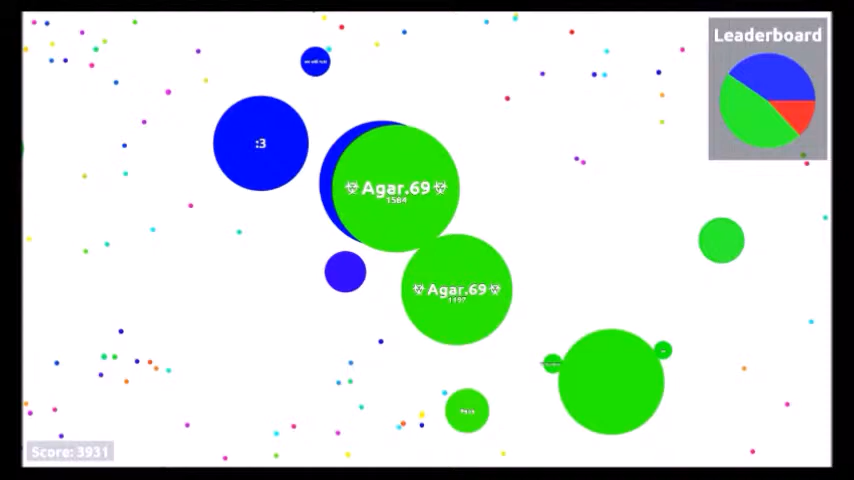 Leaderboard
:3
☣Agar.69☣
1584
☣Agar.69☣
1197
Score: 3931